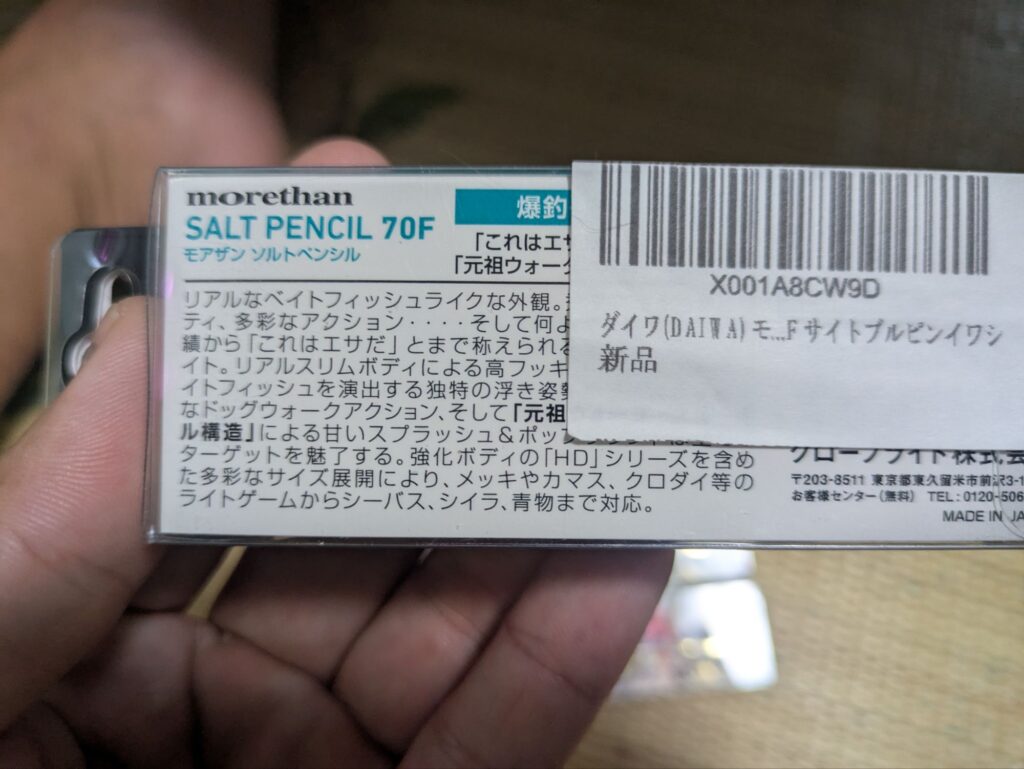 morethan
SALT PENCIL 70F
モアザン ソルトペンシル
爆釣
「これはエサ
「元祖ウォーク
リアルなベイトフィッシュライクな外観。
ティ、多彩なアクション・・・・そして何よ
績から「これはエサだ」とまで称えられる
イト。リアルスリムボディによる高フッキ
イトフィッシュを演出する独特の浮き姿勢
なドッグウォークアクション、そして「元祖
ル構造」による甘いスプラッシュ＆ポップ
ターゲットを魅了する。強化ボディの「HD」シリーズを含め
た多彩なサイズ展開により、メッキやカマス、クロダイ等の
ライトゲームからシーバス、シイラ、青物まで対応。
X001A8CW9D
ダイワ(DAIWA) モ...F サイトブルピンイワシ
新品
グローブライド株式会
〒203-8511 東京都東久留米市前沢3-1
お客様センター(無料) TEL:0120-506
MADE IN JA